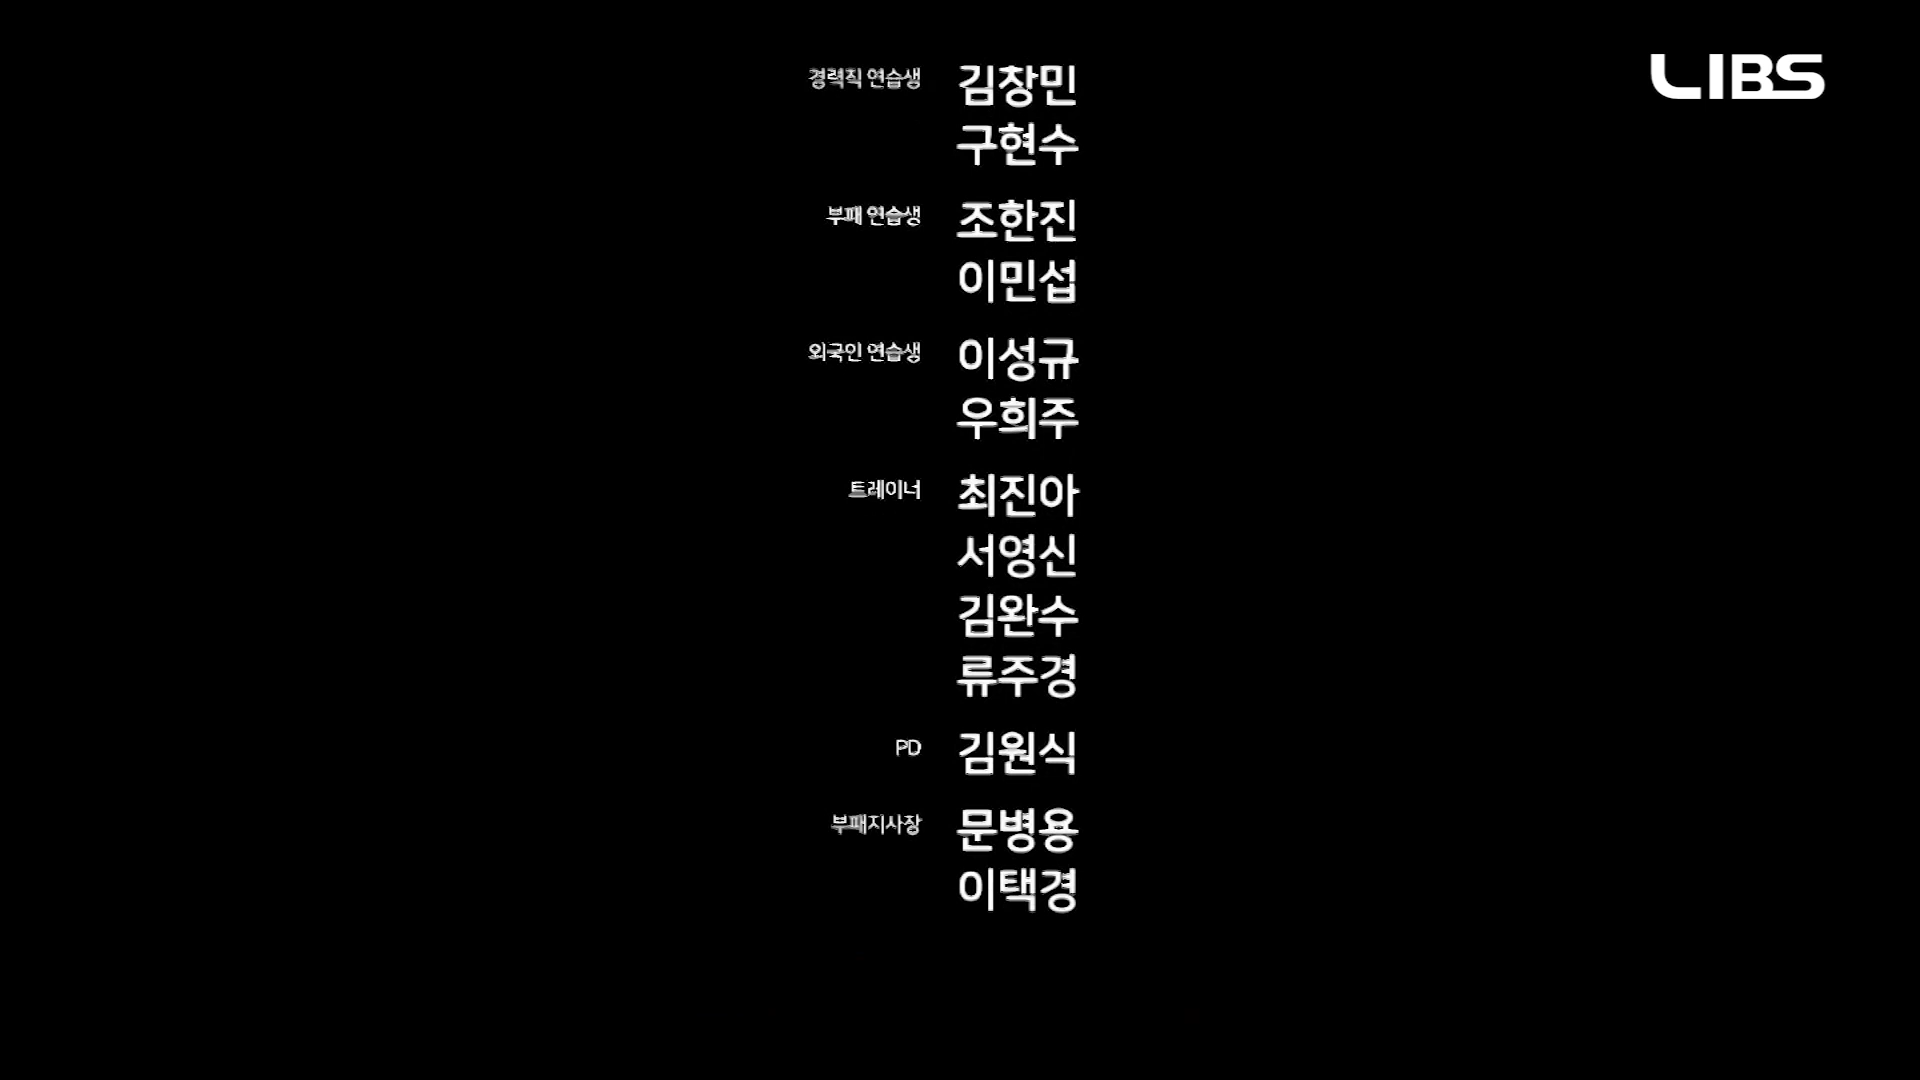 LIBS
경력직 연습생 김창민
구현수
부패 연습생 조한진
이민섭
외국인 연습생 이성규
우희주
트레이너 최진아
서영신
김완수
류주경
PD 김원식
부패지사장 문병용
이택경